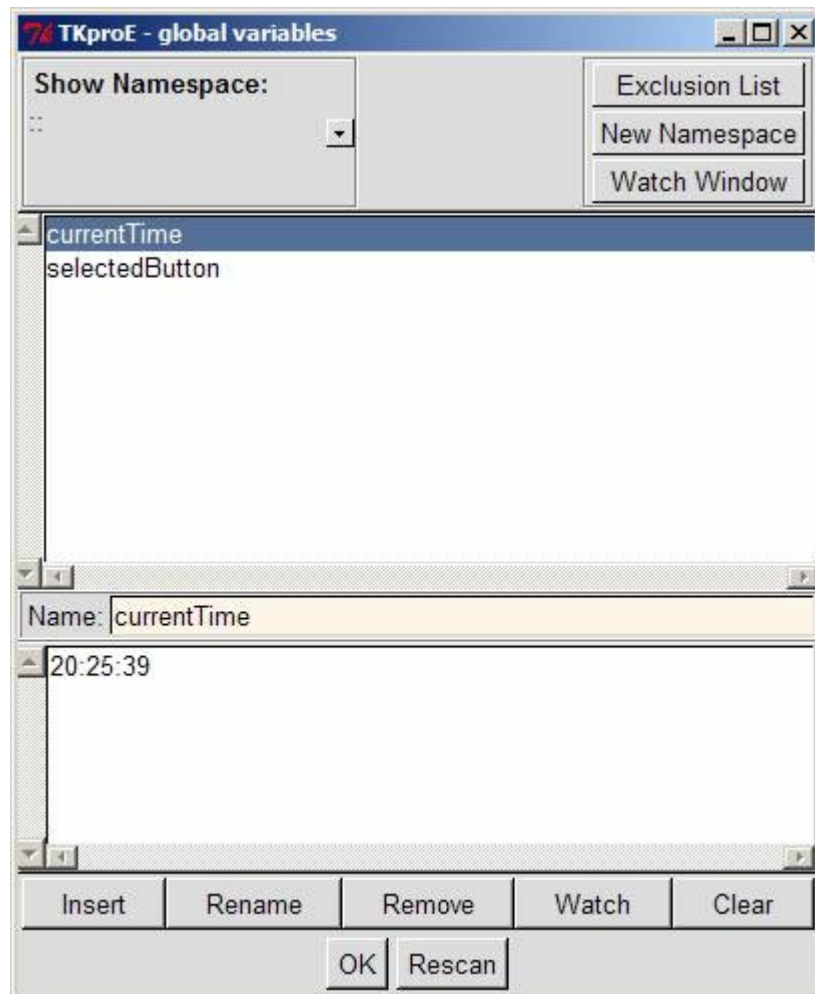 TKproE - global variables
Show Namespace:
::
Exclusion List
New Namespace
Watch Window
currentTime
selectedButton
Name: currentTime
20:25:39
Insert Rename Remove Watch Clear
OK Rescan